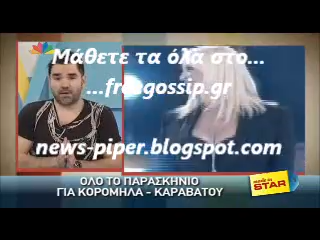 Μάθετε τα όλα στο...
...freegossip.gr
news-piper.blogspot.com
ΟΛΟ ΤΟ ΠΑΡΑΣΚΗΝΙΟ
ΓΙΑ ΚΟΡΟΜΗΛΑ - ΚΑΡΑΒΑΤΟΥ
STAR